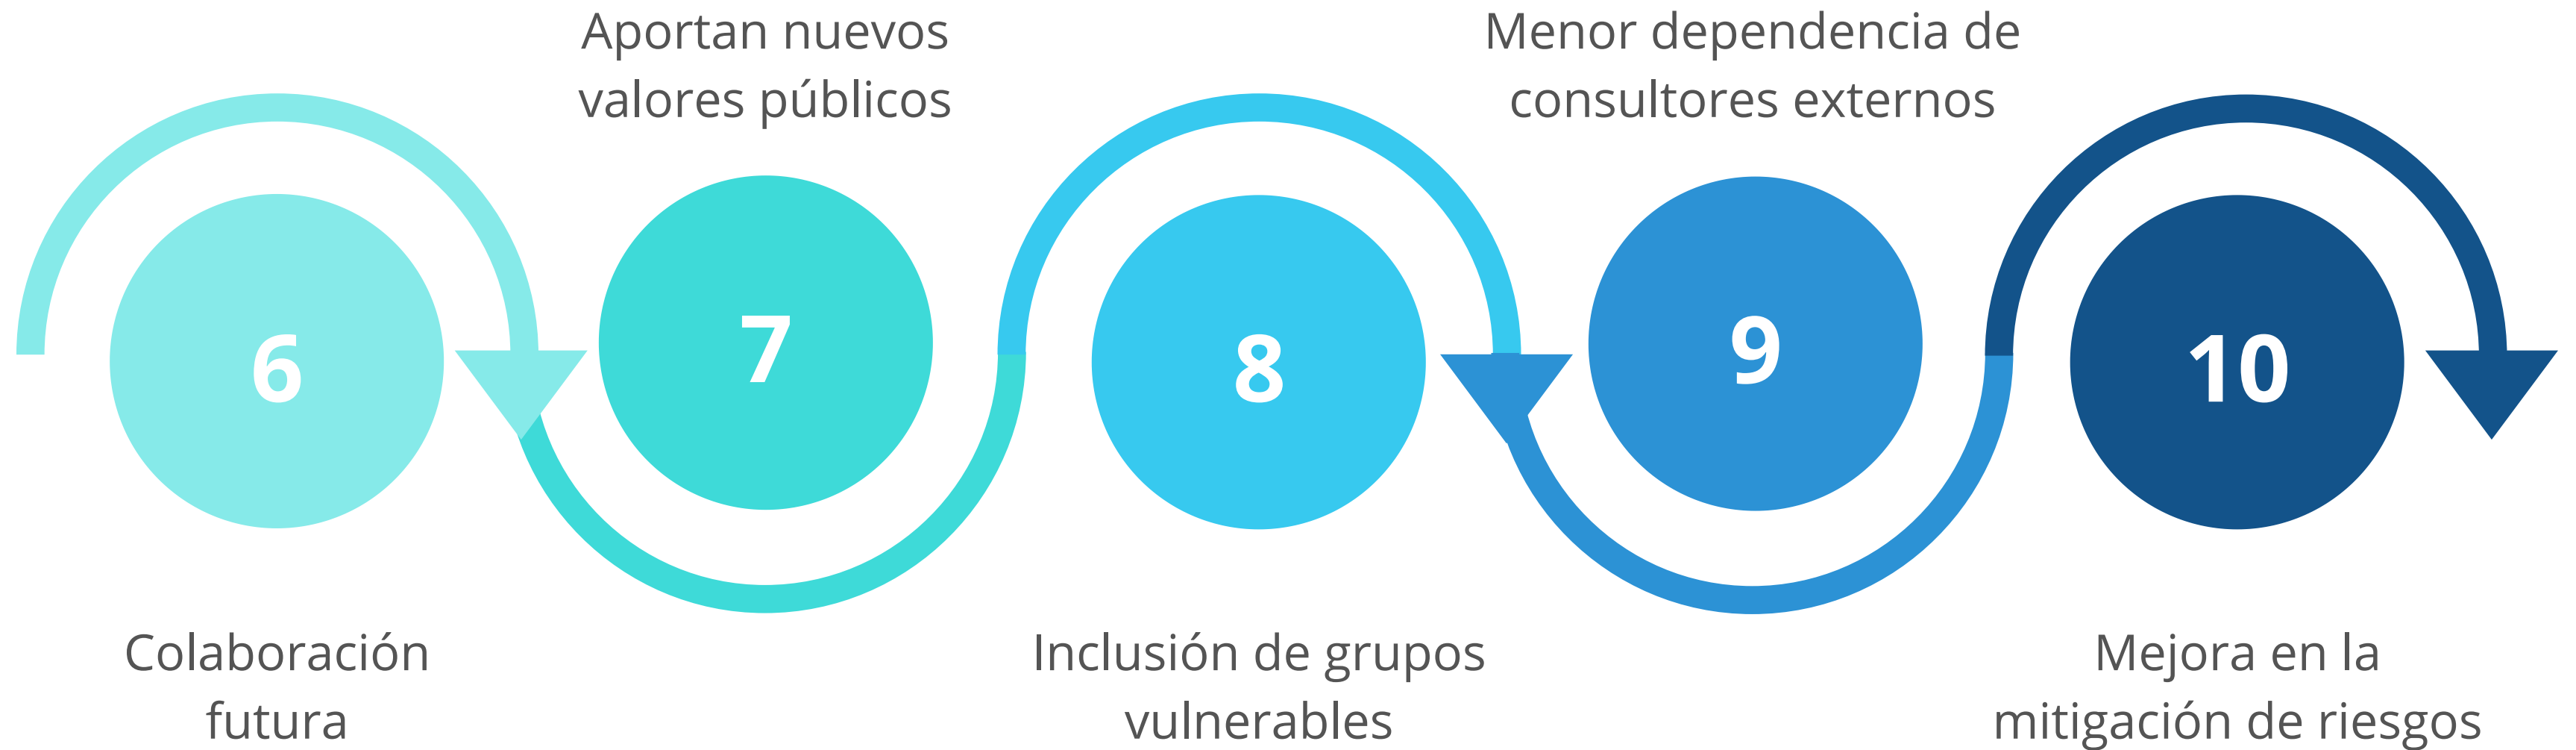 6
Colaboración
futura
Aportan nuevos
valores públicos
7
8
Inclusión de grupos
vulnerables
Menor dependencia de
consultores externos
9
10
Mejora en la
mitigación de riesgos